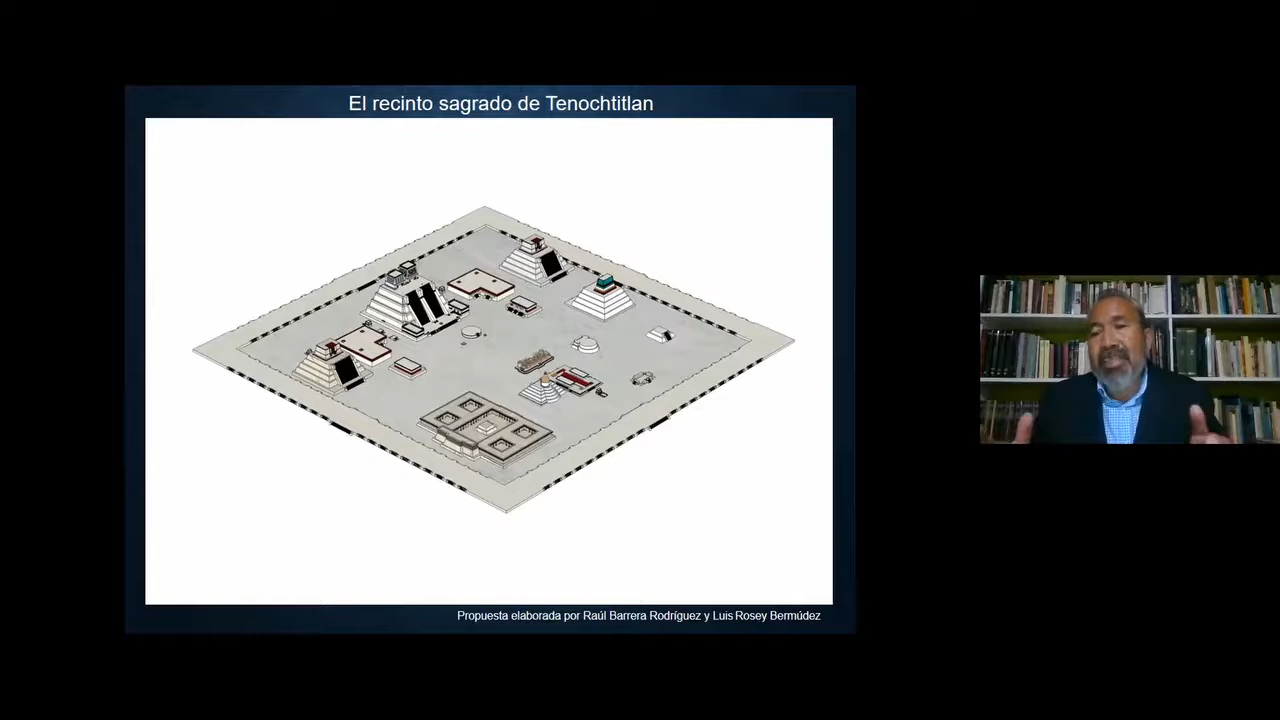 El recinto sagrado de Tenochtitlan
Propuesta elaborada por Raúl Barrera Rodríguez y Luis Rosey Bermúdez